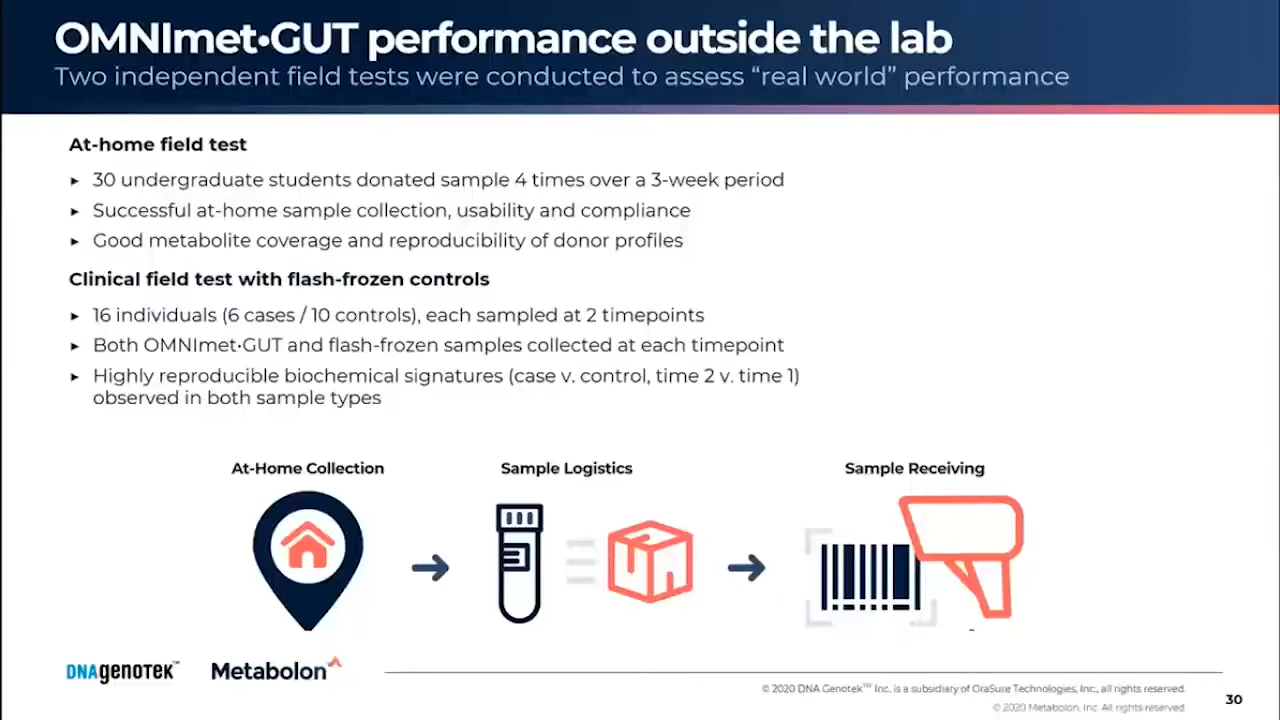 OMNImet•GUT performance outside the lab
Two independent field tests were conducted to assess “real world” performance
At-home field test
▸ 30 undergraduate students donated sample 4 times over a 3-week period
▸ Successful at-home sample collection, usability and compliance
▸ Good metabolite coverage and reproducibility of donor profiles
Clinical field test with flash-frozen controls
▸ 16 individuals (6 cases / 10 controls), each sampled at 2 timepoints
▸ Both OMNImet•GUT and flash-frozen samples collected at each timepoint
▸ Highly reproducible biochemical signatures (case v. control, time 2 v. time 1)
observed in both sample types
At-Home Collection
Sample Logistics
Sample Receiving
DNAgenotek™
Metabolon
© 2020 DNA Genotek™ Inc. is a subsidiary of OraSure Technologies, Inc., all rights reserved.
© 2020 Metabolon, Inc. All rights reserved.
30